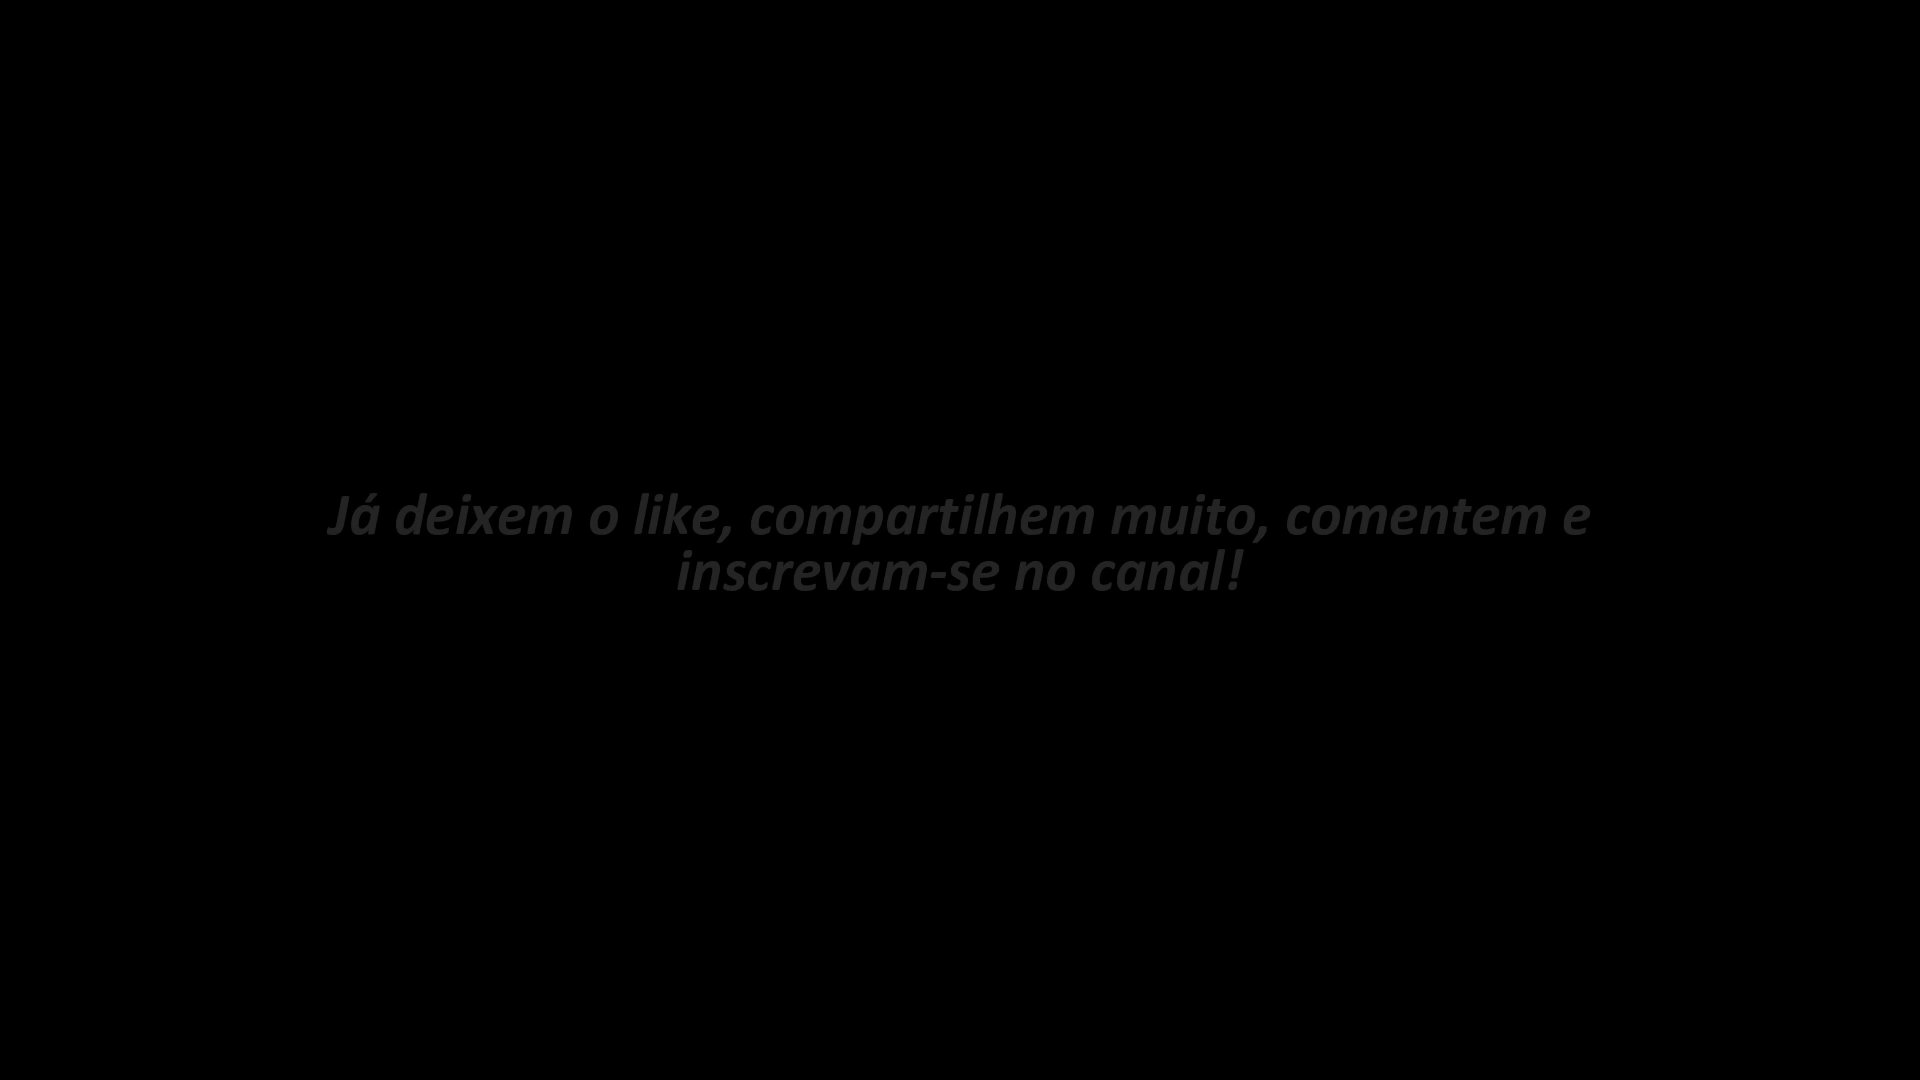 Já deixem o like, compartilhem muito, comentem e
inscrevam-se no canal!